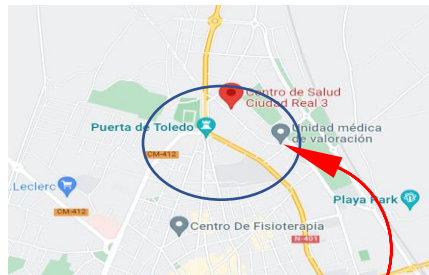 Centro de Salud
Ciudad Real 3
Puerta de Toledo
Unidad médica
de valoración
CM-412
Leclerc
Playa Park
CM-412
Centro De Fisioterapia
N-401